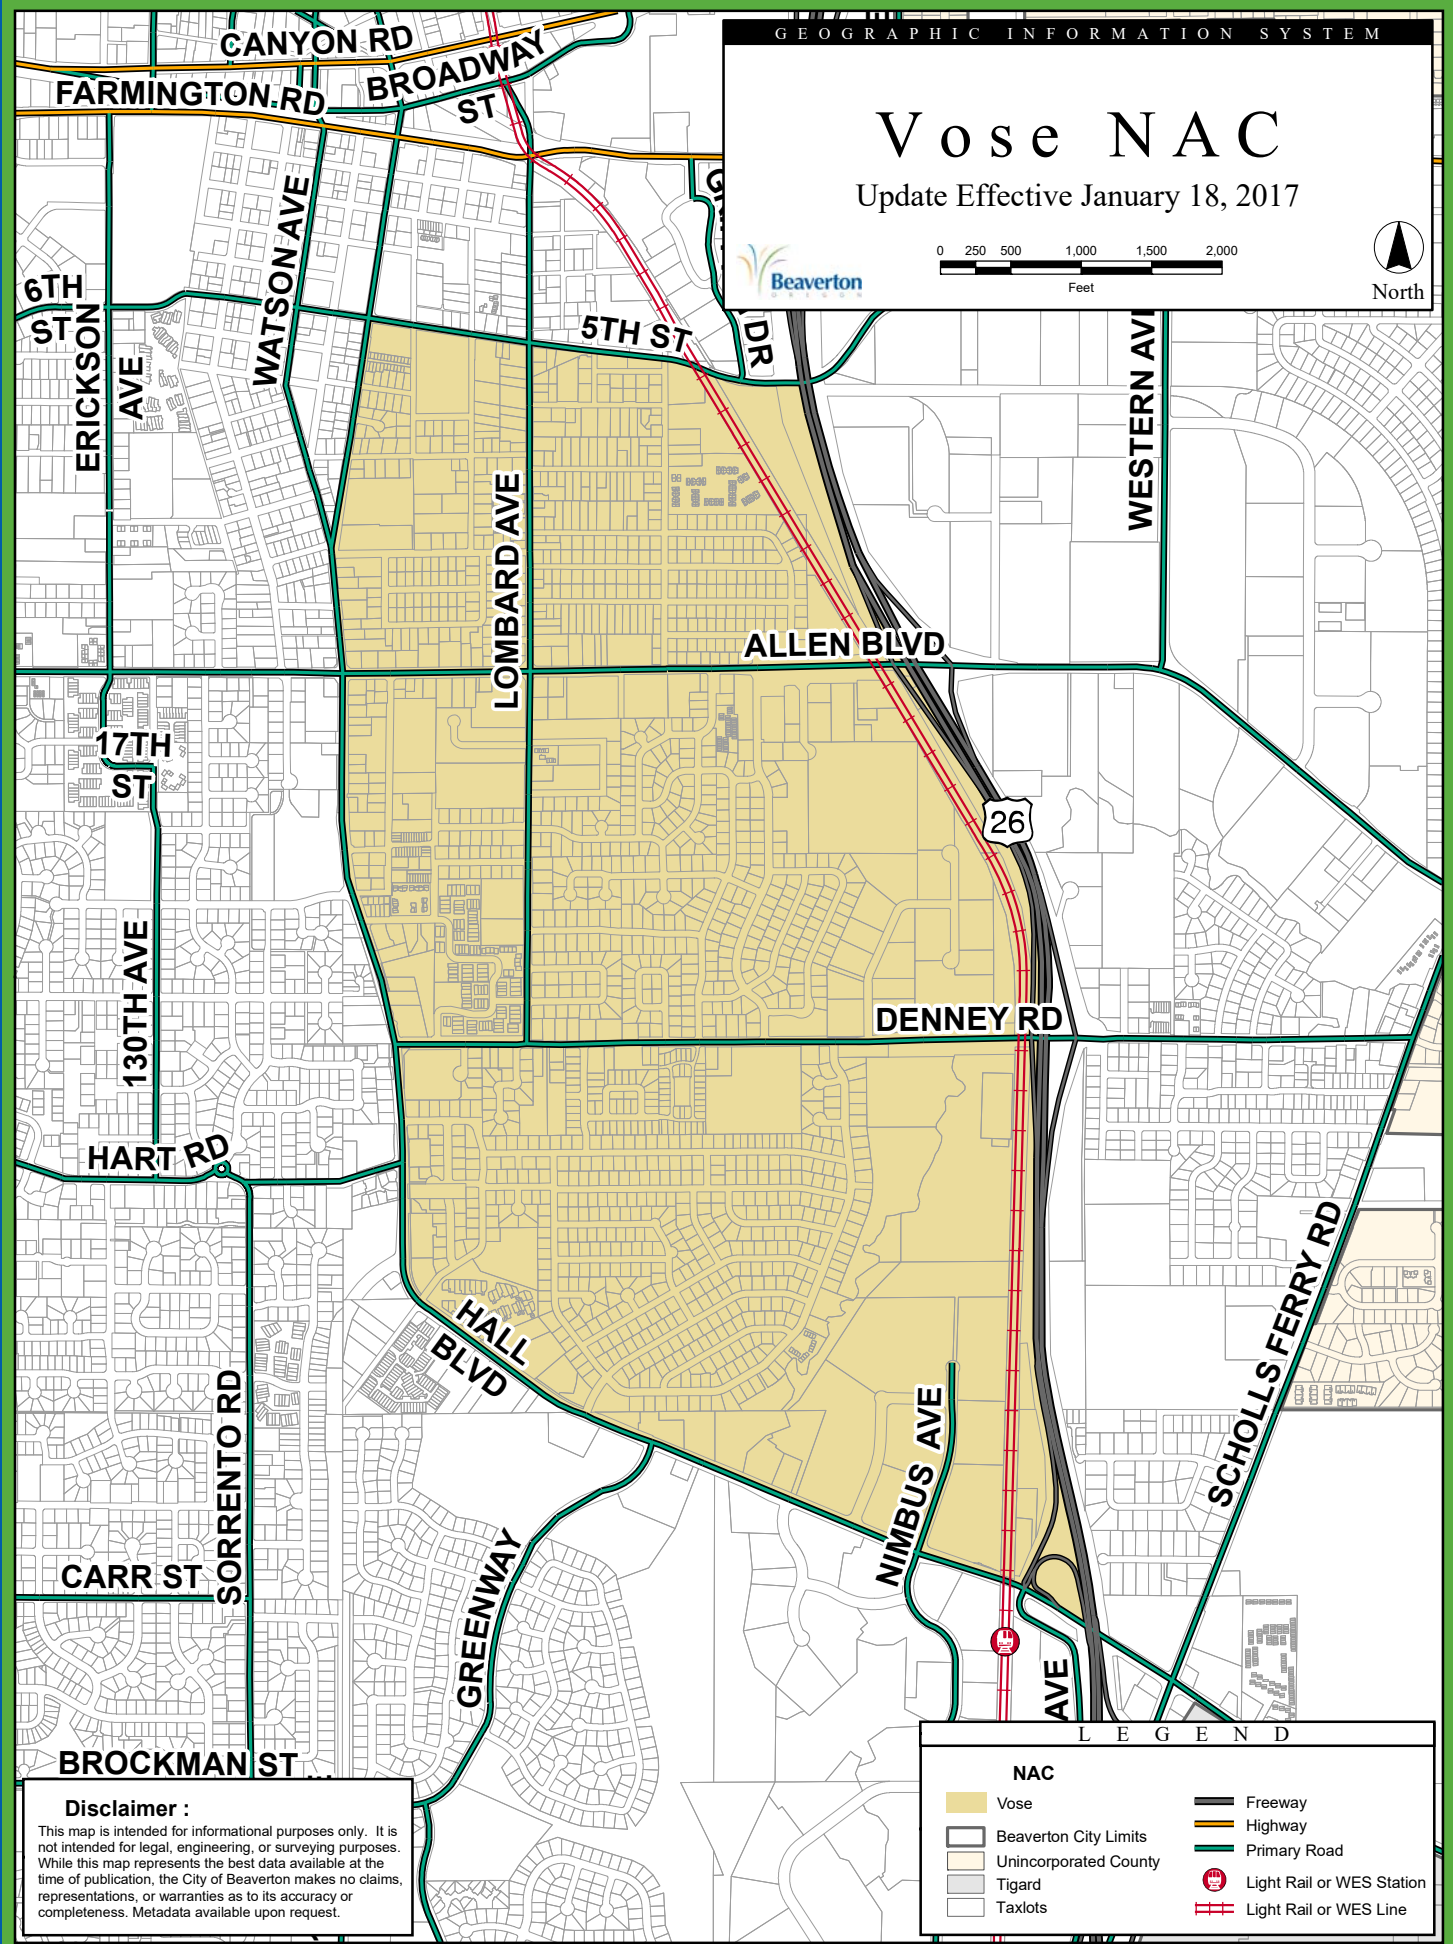 GEOGRAPHIC INFORMATION SYSTEM
Vose NAC
Update Effective January 18, 2017
0 250 500 1,000 1,500 2,000
Feet
Beaverton
OREGON
North
CANYON RD
BROADWAY
ST
FARMINGTON RD
WATSON AVE
6TH
ST
ERICKSON
AVE
5TH ST
DR
WESTERN AVE
LOMBARD AVE
ALLEN BLVD
17TH
ST
26
130TH AVE
DENNEY RD
HART RD
HALL
BLVD
SCHOLLS FERRY RD
SORRENTO RD
NIMBUS AVE
CARR ST
GREENWAY
AVE
BROCKMAN ST
Disclaimer :
This map is intended for informational purposes only. It is
not intended for legal, engineering, or surveying purposes.
While this map represents the best data available at the
time of publication, the City of Beaverton makes no claims,
representations, or warranties as to its accuracy or
completeness. Metadata available upon request.
LEGEND
NAC
Vose
Beaverton City Limits
Unincorporated County
Tigard
Taxlots
Freeway
Highway
Primary Road
Light Rail or WES Station
Light Rail or WES Line